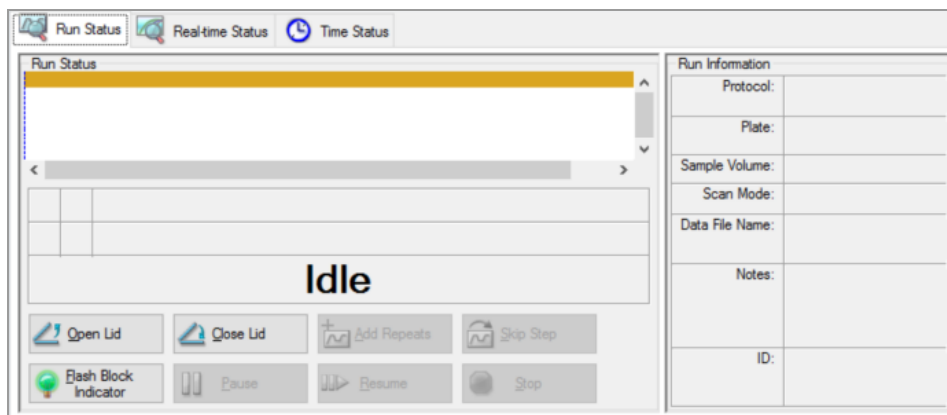 Run Status
Real-time Status
Time Status
Run Status
Idle
Open Lid
Close Lid
Add Repeats
Skip Step
Flash Block
Indicator
Pause
Resume
Stop
Run Information
Protocol:
Plate:
Sample Volume:
Scan Mode:
Data File Name:
Notes:
ID: